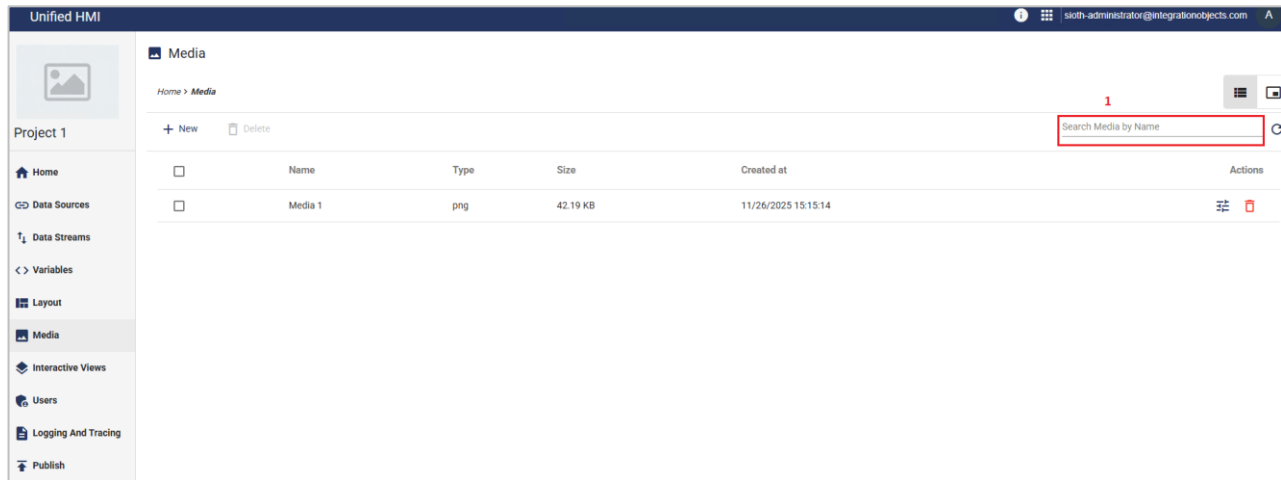 Unified HMI
sioth-administrator@integrationobjects.com A
Media
Home > Media
1
Project 1
+ New Delete Search Media by Name
Name Type Size Created at Actions
Media 1 png 42.19 KB 11/26/2025 15:15:14
Home
Data Sources
Data Streams
Variables
Layout
Media
Interactive Views
Users
Logging And Tracing
Publish